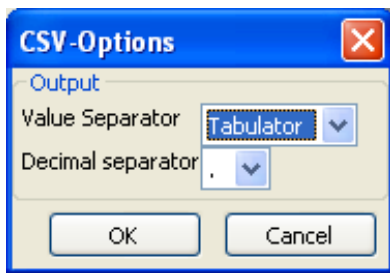 CSV-Options
Output
Value Separator Tabulator
Decimal separator .
OK Cancel